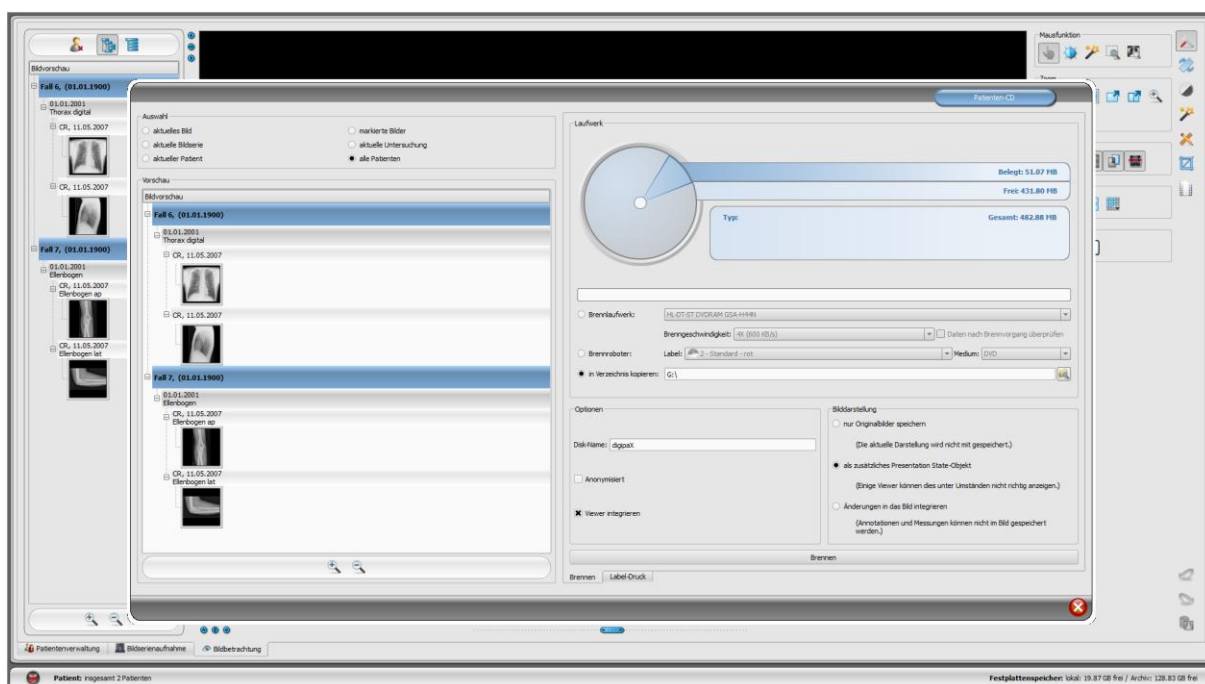 Mausfunktion
Bildvorschau
Fall 6, (01.01.1900)
01.01.2001
Thorax digital
CR, 11.05.2007
CR, 11.05.2007
Fall 7, (01.01.1900)
01.01.2001
Ellenbogen
CR, 11.05.2007
Ellenbogen ap
CR, 11.05.2007
Ellenbogen lat
Patienten-CD
Auswahl
aktuelles Bild
markierte Bilder
aktuelle Bildserie
aktuelle Untersuchung
aktueller Patient
alle Patienten
Vorschau
Bildvorschau
Fall 6, (01.01.1900)
01.01.2001
Thorax digital
CR, 11.05.2007
CR, 11.05.2007
Fall 7, (01.01.1900)
01.01.2001
Ellenbogen
CR, 11.05.2007
Ellenbogen ap
CR, 11.05.2007
Ellenbogen lat
Laufwerk
Belegt: 51.07 MB
Frei: 431.80 MB
Typ:
Gesamt: 482.88 MB
Brennlaufwerk: HL-DT-ST DVDRAM GSA-H44N
Brenngeschwindigkeit: 4X (600 KB/s) Daten nach Brennvorgang überprüfen
Brennroboter: Label: 2 - Standard - rot Medium: DVD
in Verzeichnis kopieren: G:\
Optionen
Disk-Name: digipaX
Anonymisiert
Viewer integrieren
Bilddarstellung
nur Originalbilder speichern
(Die aktuelle Darstellung wird nicht mit gespeichert.)
als zusätzliches Presentation State-Objekt
(Einige Viewer können dies unter Umständen nicht richtig anzeigen.)
Änderungen in das Bild integrieren
(Annotationen und Messungen können nicht im Bild gespeichert
werden.)
Brennen
Brennen Label-Druck
Patientenverwaltung Bildserienaufnahme Bildbetrachtung
Patient: insgesamt 2 Patienten
Festplattenspeicher: lokal: 19.87 GB frei / Archiv: 128.83 GB frei